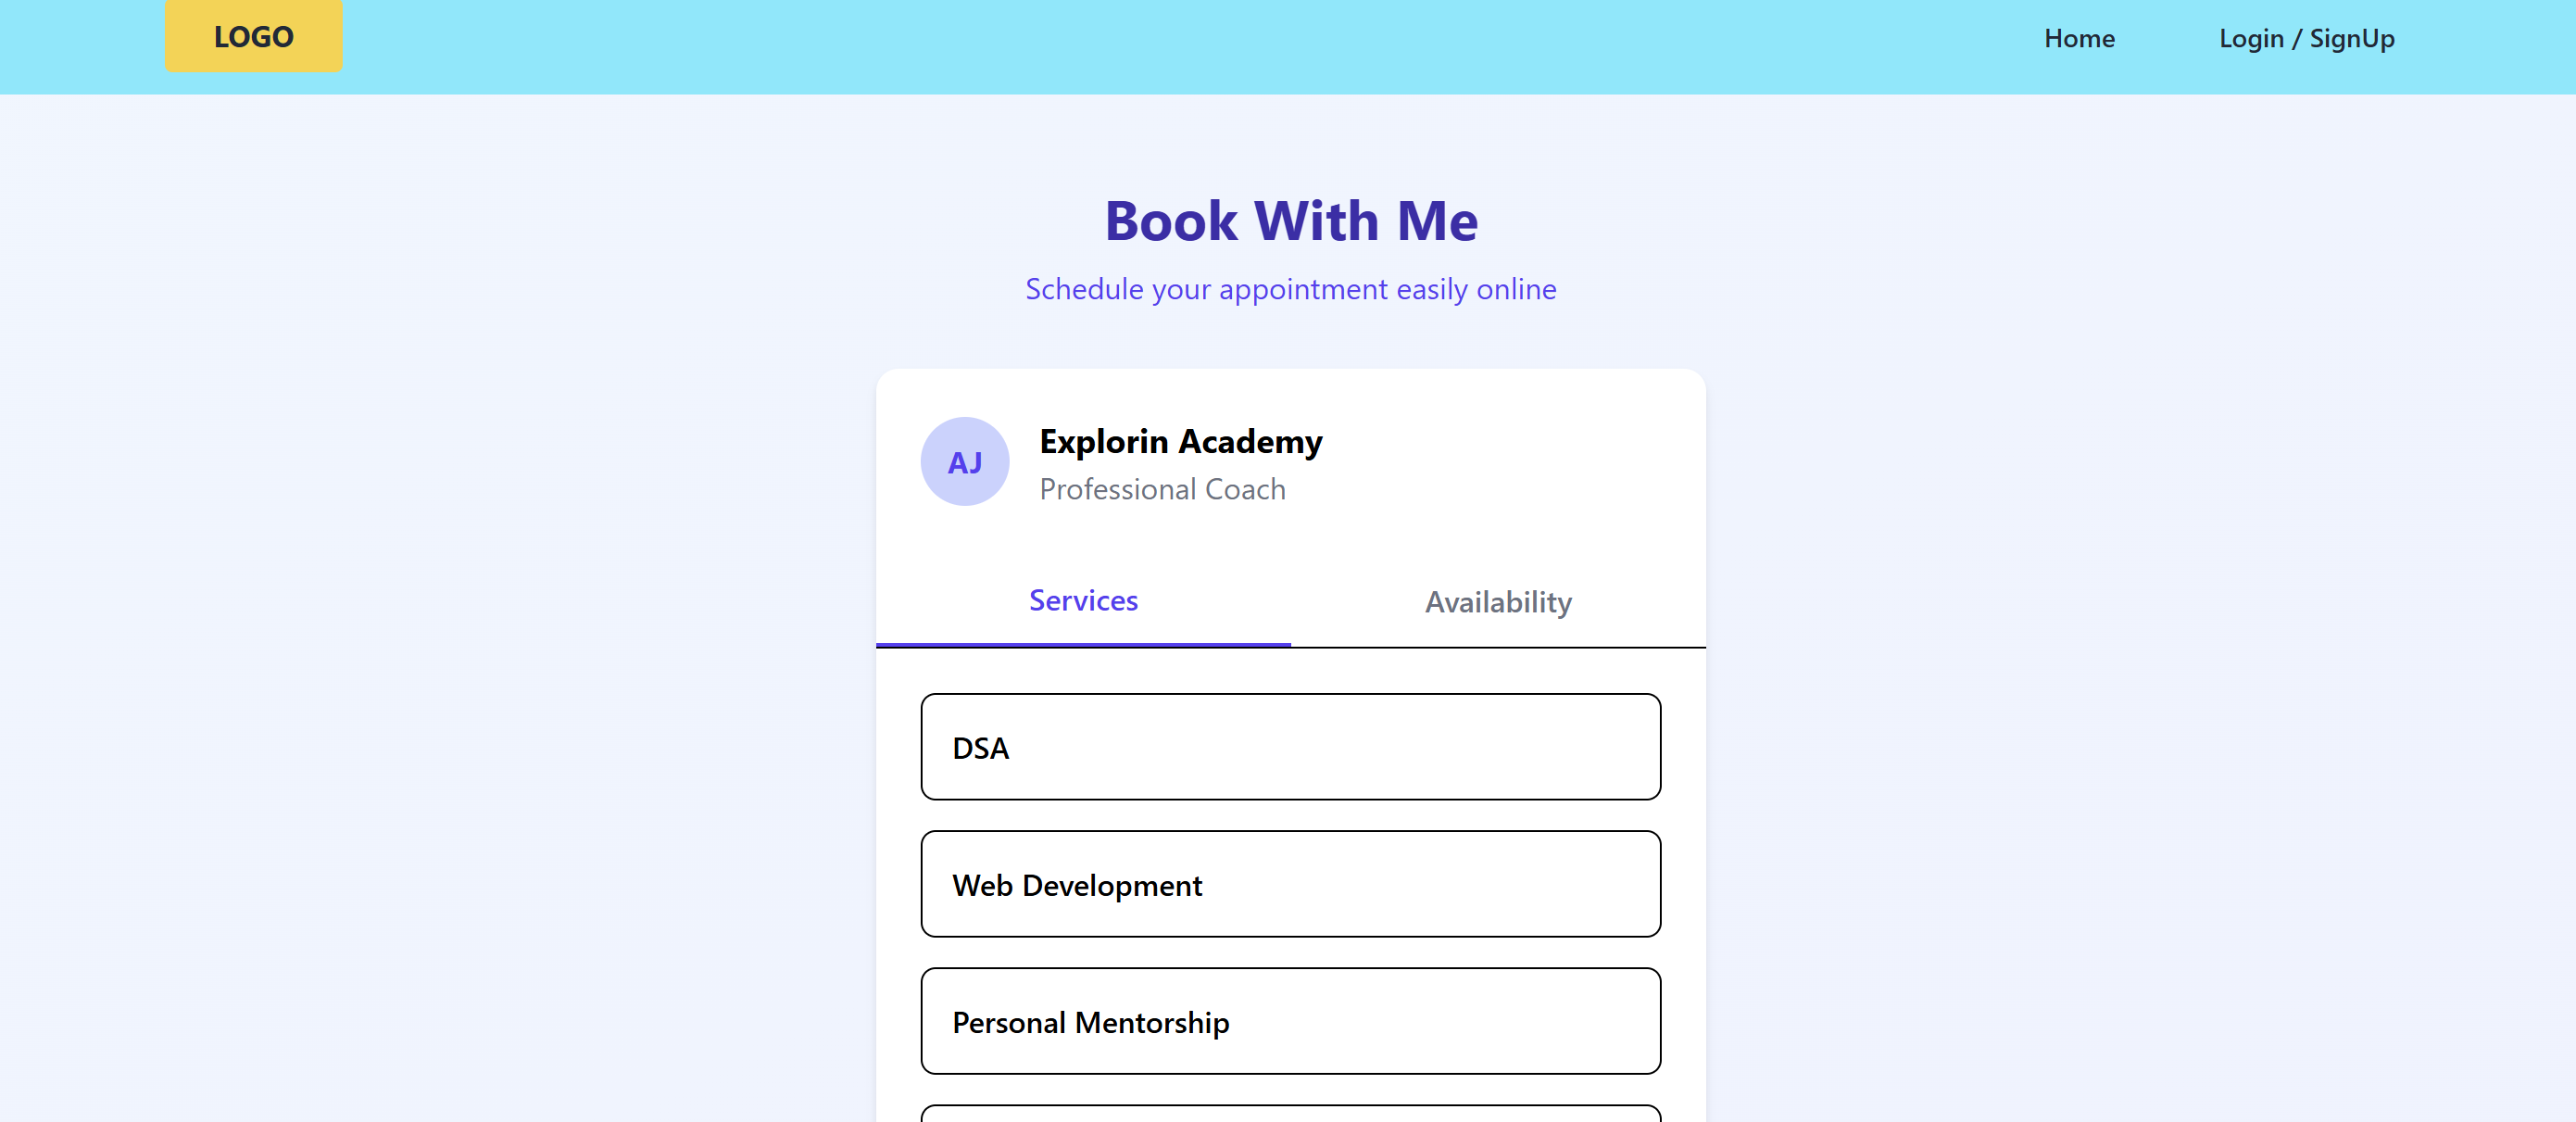 LOGO
Home
Login / SignUp
Book With Me
Schedule your appointment easily online
AJ
Explorin Academy
Professional Coach
Services
Availability
DSA
Web Development
Personal Mentorship